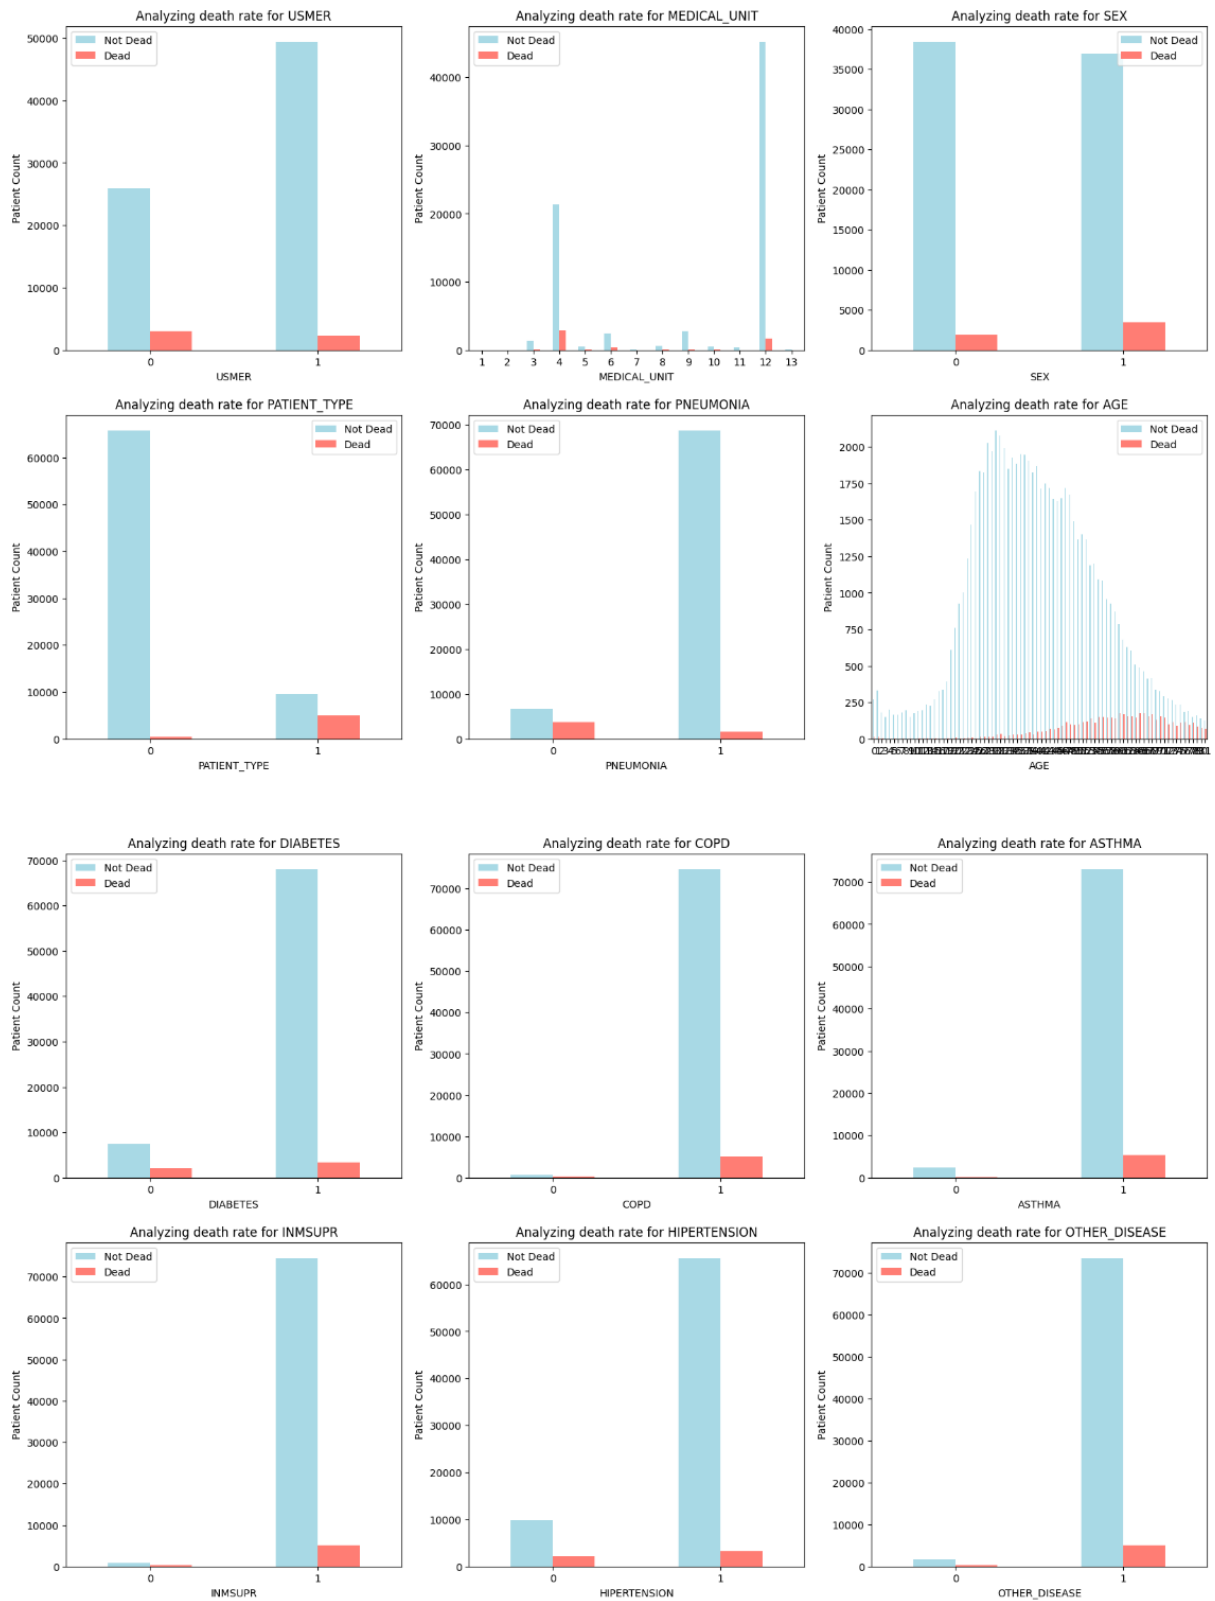 Analyzing death rate for USMER
Not Dead
Dead
50000
40000
30000
20000
10000
0
Patient Count
0 1
USMER
Analyzing death rate for MEDICAL_UNIT
Not Dead
Dead
40000
30000
20000
10000
0
Patient Count
1 2 3 4 5 6 7 8 9 10 11 12 13
MEDICAL_UNIT
Analyzing death rate for SEX
Not Dead
Dead
40000
35000
30000
25000
20000
15000
10000
5000
0
Patient Count
0 1
SEX
Analyzing death rate for PATIENT_TYPE
Not Dead
Dead
60000
50000
40000
30000
20000
10000
0
Patient Count
0 1
PATIENT_TYPE
Analyzing death rate for PNEUMONIA
Not Dead
Dead
70000
60000
50000
40000
30000
20000
10000
0
Patient Count
0 1
PNEUMONIA
Analyzing death rate for AGE
Not Dead
Dead
2000
1750
1500
1250
1000
750
500
250
0
Patient Count
AGE
Analyzing death rate for DIABETES
Not Dead
Dead
70000
60000
50000
40000
30000
20000
10000
0
Patient Count
0 1
DIABETES
Analyzing death rate for COPD
Not Dead
Dead
70000
60000
50000
40000
30000
20000
10000
0
Patient Count
0 1
COPD
Analyzing death rate for ASTHMA
Not Dead
Dead
70000
60000
50000
40000
30000
20000
10000
0
Patient Count
0 1
ASTHMA
Analyzing death rate for INMSUPR
Not Dead
Dead
70000
60000
50000
40000
30000
20000
10000
0
Patient Count
0 1
INMSUPR
Analyzing death rate for HIPERTENSION
Not Dead
Dead
60000
50000
40000
30000
20000
10000
0
Patient Count
0 1
HIPERTENSION
Analyzing death rate for OTHER_DISEASE
Not Dead
Dead
70000
60000
50000
40000
30000
20000
10000
0
Patient Count
0 1
OTHER_DISEASE